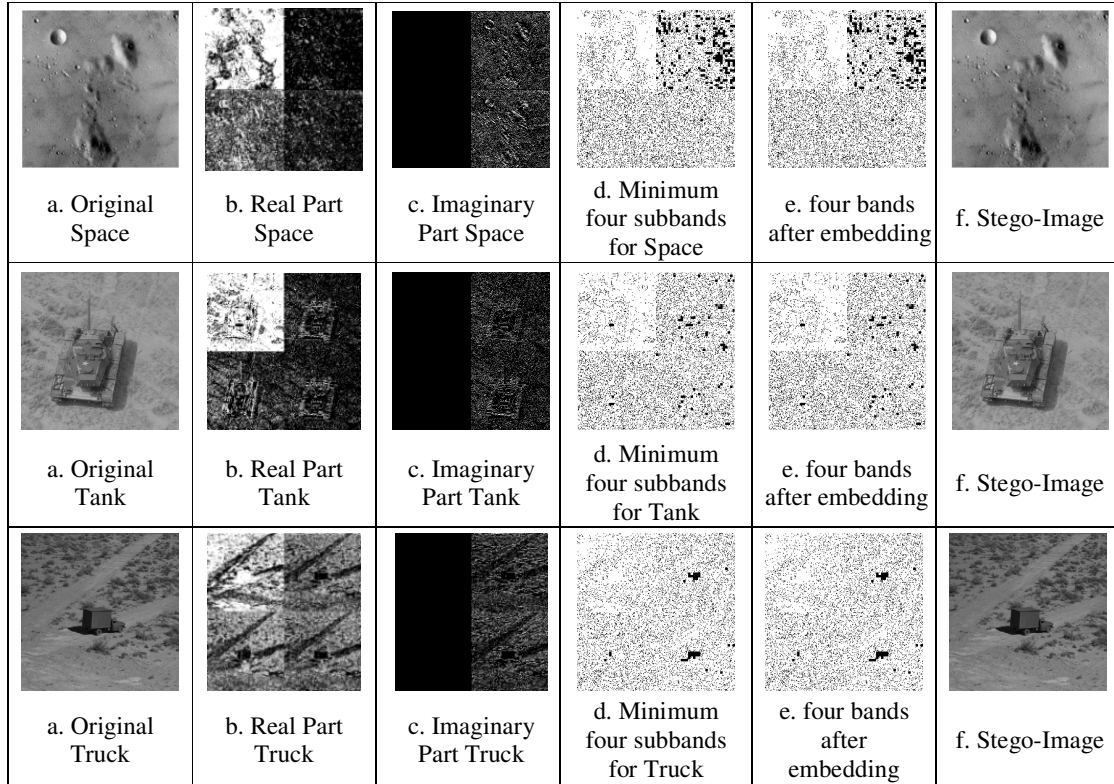 a. Original
Space
b. Real Part
Space
c. Imaginary
Part Space
d. Minimum
four subbands
for Space
e. four bands
after embedding
f. Stego-Image
a. Original
Tank
b. Real Part
Tank
c. Imaginary
Part Tank
d. Minimum
four subbands
for Tank
e. four bands
after embedding
f. Stego-Image
a. Original
Truck
b. Real Part
Truck
c. Imaginary
Part Truck
d. Minimum
four subbands
for Truck
e. four bands
after
embedding
f. Stego-Image